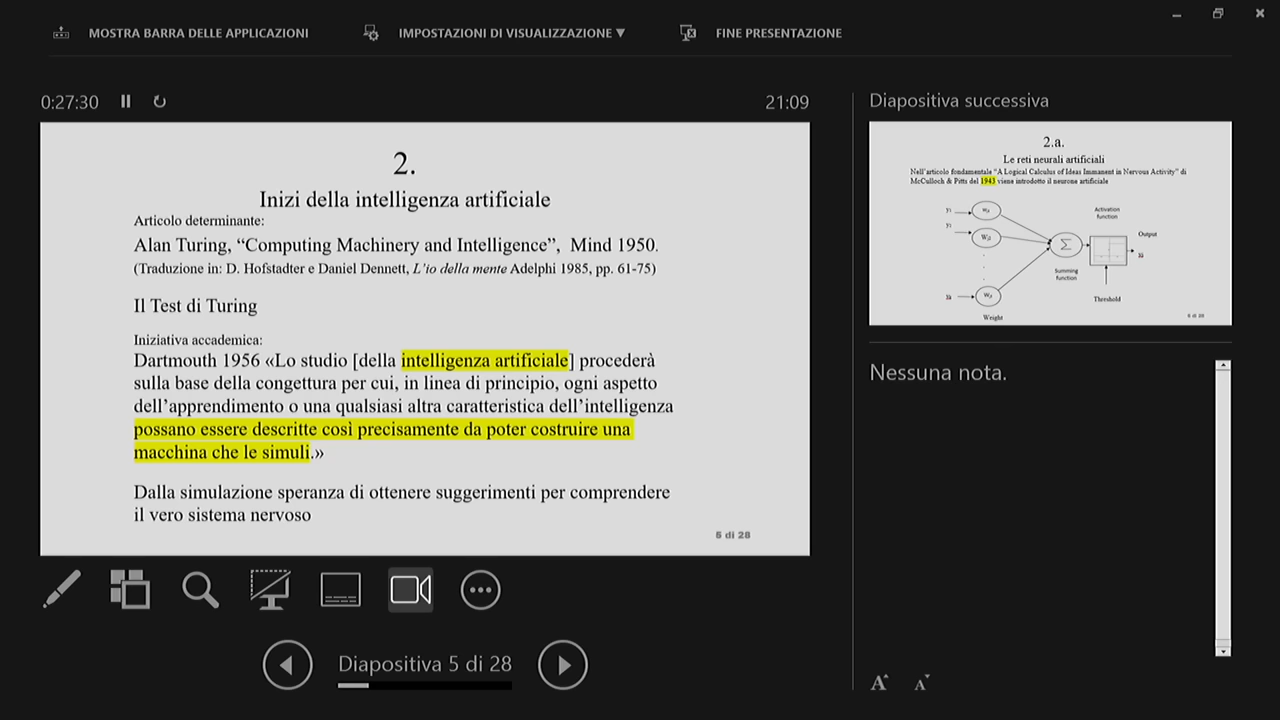 MOSTRA BARRA DELLE APPLICAZIONI
IMPOSTAZIONI DI VISUALIZZAZIONE ▼
FINE PRESENTAZIONE
0:27:30
21:09
2.
Inizi della intelligenza artificiale
Articolo determinante:
Alan Turing, “Computing Machinery and Intelligence”, Mind 1950.
(Traduzione in: D. Hofstadter e Daniel Dennett, L’io della mente Adelphi 1985, pp. 61-75)
Il Test di Turing
Iniziativa accademica:
Dartmouth 1956 «Lo studio [della intelligenza artificiale] procederà
sulla base della congettura per cui, in linea di principio, ogni aspetto
dell’apprendimento o una qualsiasi altra caratteristica dell’intelligenza
possano essere descritte così precisamente da poter costruire una
macchina che le simuli.»
Dalla simulazione speranza di ottenere suggerimenti per comprendere
il vero sistema nervoso
5 di 28
Diapositiva 5 di 28
Diapositiva successiva
2.a.
Le reti neurali artificiali
Nell’articolo fondamentale “A Logical Calculus of Ideas Immanent in Nervous Activity” di
McCulloch & Pitts del 1943 viene introdotto il neurone artificiale
Activation
function
Output
Σ
Summing
function
Threshold
Weight
6 di 28
Nessuna nota.
A A